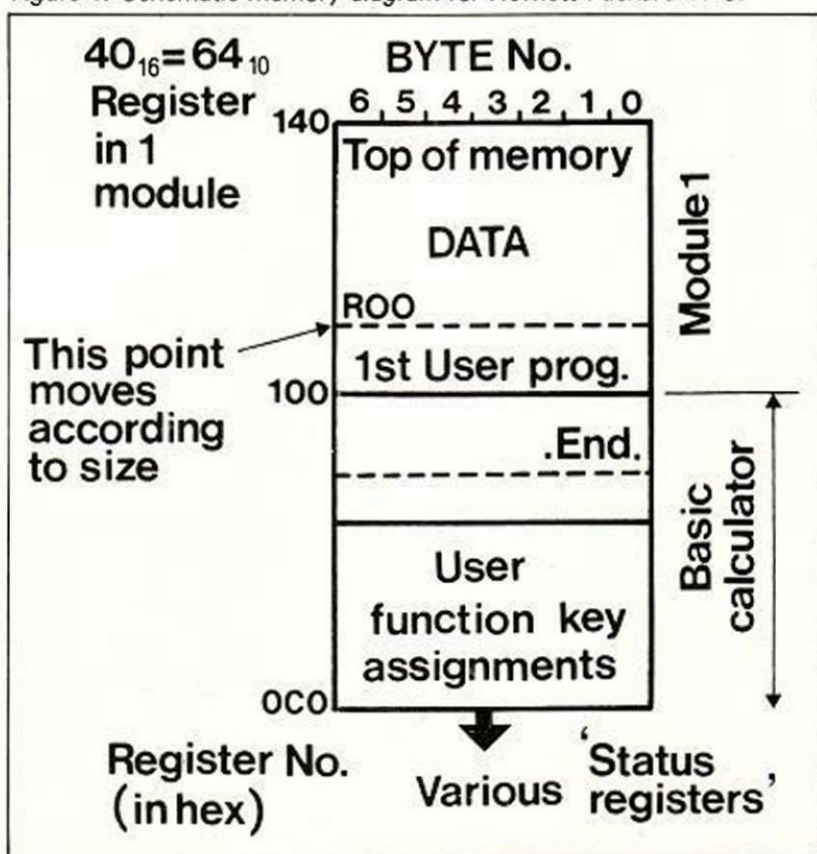 40₁₆=64₁₀
Register
in 1
module
BYTE No.
6 5 4 3 2 1 0
140
Top of memory
DATA
ROO
This point
moves
according
to size
1st User prog.
100
.End.
User
function key
assignments
OCO
Module1
Basic
calculator
Register No.
(in hex)
Various
'Status
registers'